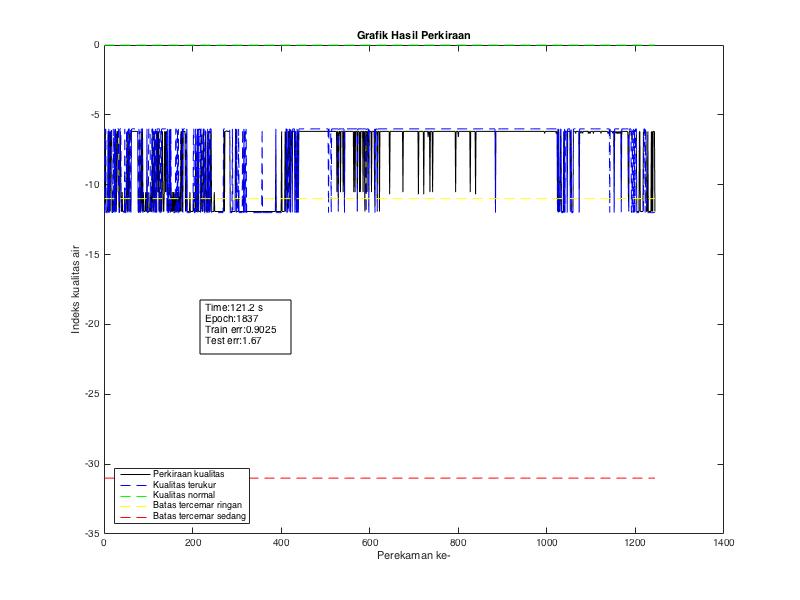 Grafik Hasil Perkiraan
Indeks kualitas air
0
-5
-10
-15
-20
-25
-30
-35
Time:121.2 s
Epoch:1837
Train err:0.9025
Test err:1.67
Perkiraan kualitas
Kualitas terukur
Kualitas normal
Batas tercemar ringan
Batas tercemar sedang
0 200 400 600 800 1000 1200 1400
Perekaman ke-